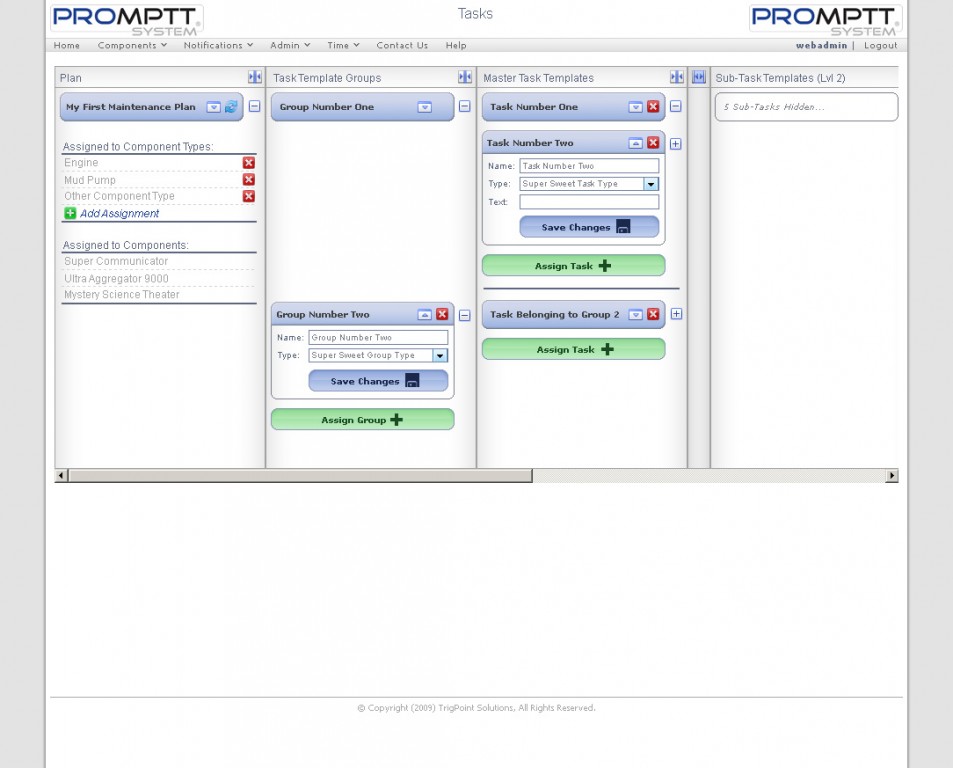 PROMPTT SYSTEM®
Tasks
PROMPTT SYSTEM®
Home Components Notifications Admin Time Contact Us Help
webadmin | Logout
Plan
My First Maintenance Plan
Assigned to Component Types:
Engine
Mud Pump
Other Component Type
Add Assignment
Assigned to Components:
Super Communicator
Ultra Aggregator 9000
Mystery Science Theater
Task Template Groups
Group Number One
Group Number Two
Name: Group Number Two
Type: Super Sweet Group Type
Save Changes
Assign Group
Master Task Templates
Task Number One
Task Number Two
Name: Task Number Two
Type: Super Sweet Task Type
Text:
Save Changes
Assign Task
Task Belonging to Group 2
Assign Task
Sub-Task Templates (Lvl 2)
5 Sub-Tasks Hidden...
© Copyright (2009) TrigPoint Solutions, All Rights Reserved.